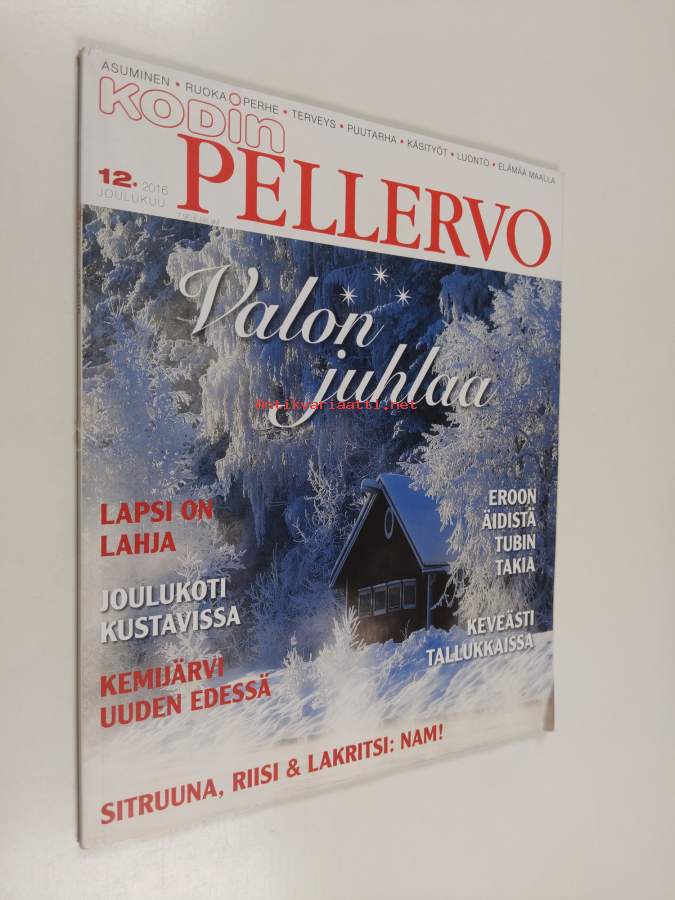 ASUMINEN • RUOKA • PERHE • TERVEYS • PUUTARHA • KÄSITYÖT • LUONTO • ELÄMÄÄ MAALLA
KODIN
PELLERVO
12. 2016
JOULUKUU
Valon
juhlaa
Antikvariaatti.net
LAPSI ON
LAHJA
JOULUKOTI
KUSTAVISSA
KEMIJÄRVI
UUDEN EDESSÄ
EROON
ÄIDISTÄ
TUBIN
TAKIA
KEVEÄSTI
TALLUKKAISSA
SITRUUNA, RIISI & LAKRITSI: NAM!